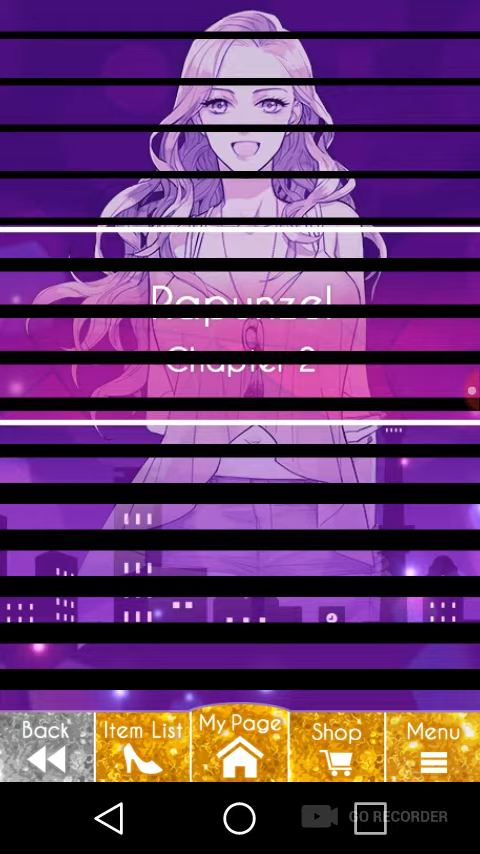 Rapunzel
Chapter 2
Back
Item List
My Page
Shop
Menu
GO RECORDER